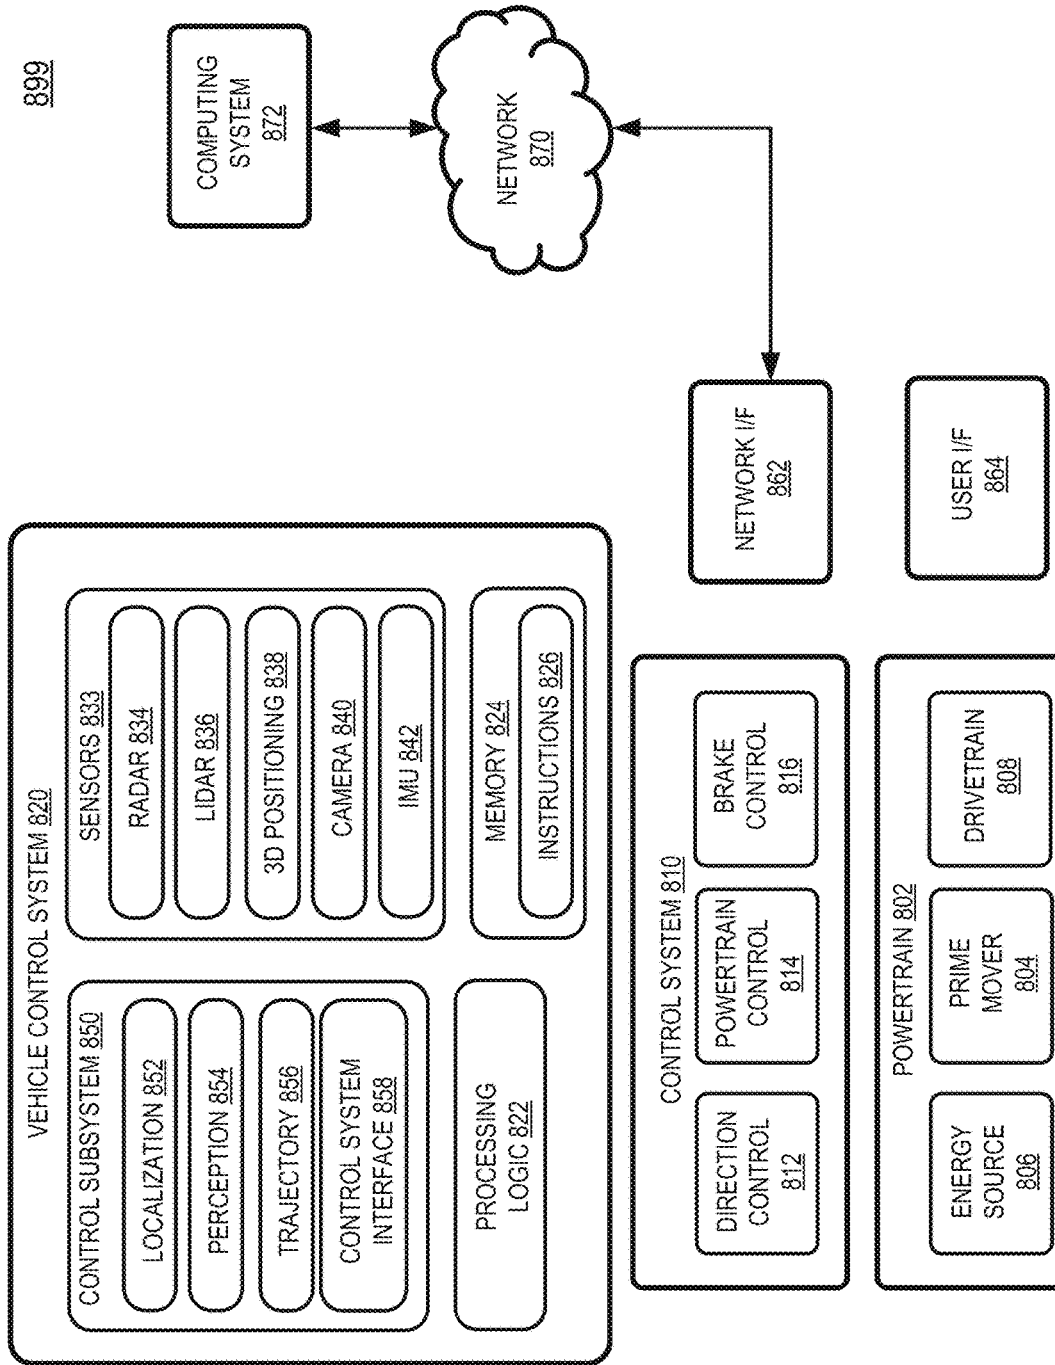 899
VEHICLE CONTROL SYSTEM 820
CONTROL SUBSYSTEM 850
LOCALIZATION 852
PERCEPTION 854
TRAJECTORY 856
CONTROL SYSTEM
INTERFACE 858
PROCESSING
LOGIC 822
SENSORS 833
RADAR 834
LIDAR 836
3D POSITIONING 838
CAMERA 840
IMU 842
MEMORY 824
INSTRUCTIONS 826
CONTROL SYSTEM 810
DIRECTION
CONTROL
812
POWERTRAIN
CONTROL
814
BRAKE
CONTROL
816
POWERTRAIN 802
ENERGY
SOURCE
806
PRIME
MOVER
804
DRIVETRAIN
808
NETWORK I/F
862
USER I/F
864
NETWORK
870
COMPUTING
SYSTEM
872